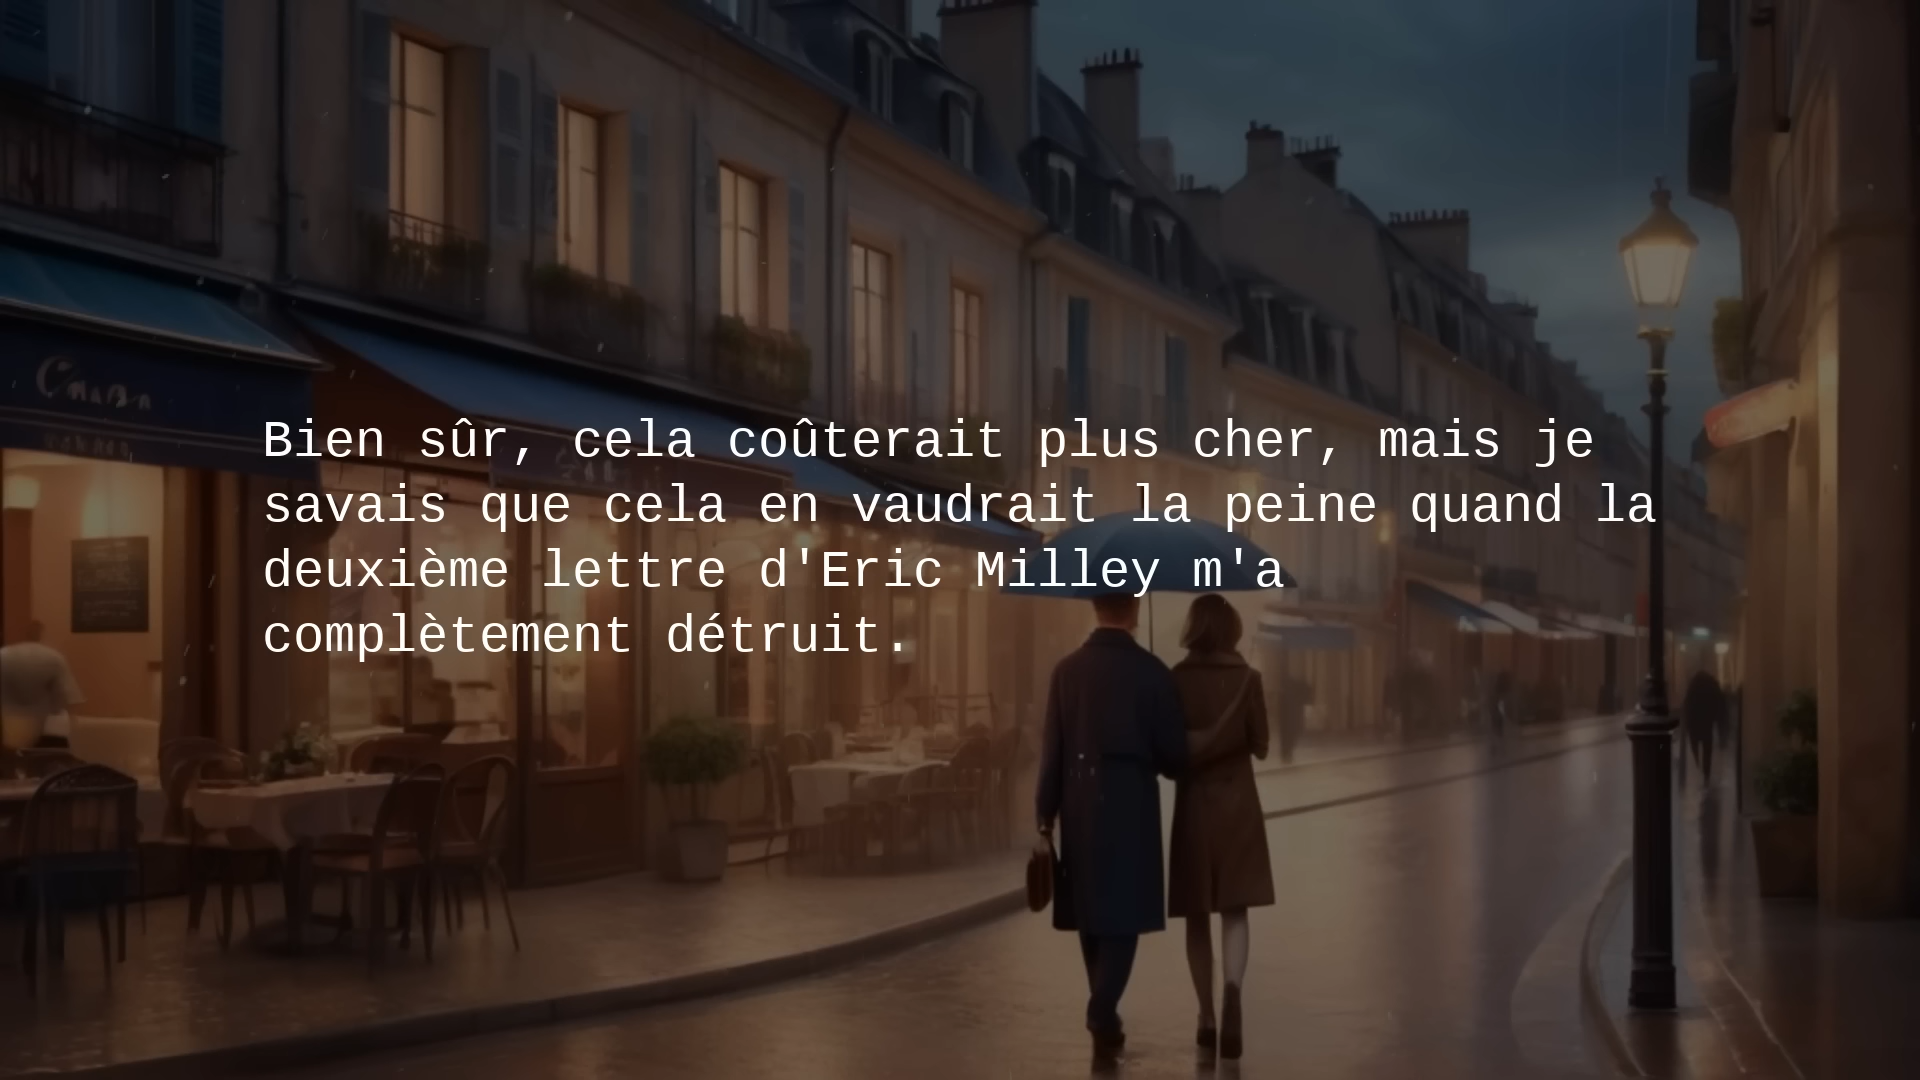 Bien sûr, cela coûterait plus cher, mais je
savais que cela en vaudrait la peine quand la
deuxième lettre d'Eric Milley m'a
complètement détruit.